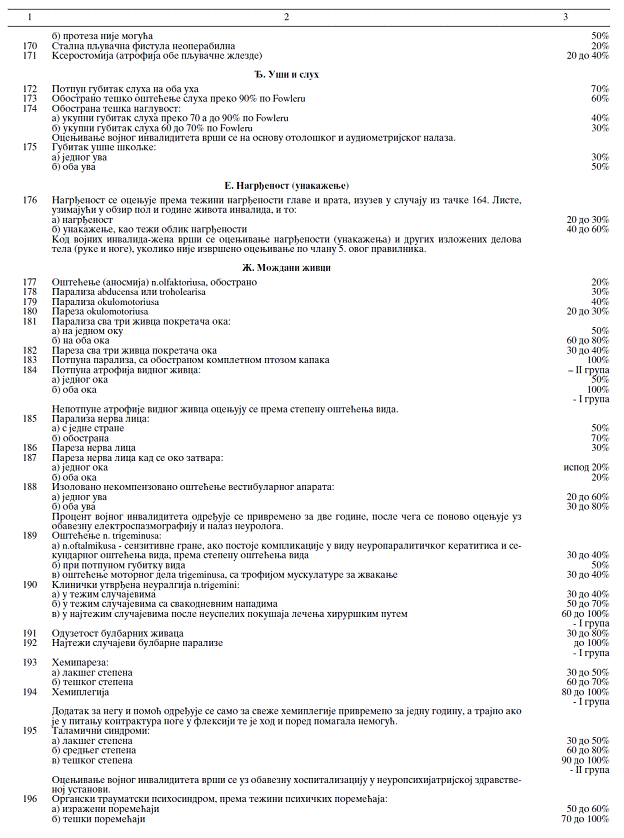 1 2 3
б) протеза није могућа 50%
170 Стална пљувачна фистула неоперабилна 20%
171 Ксеростомија (атрофија обе пљувачне жлезде) 20 до 40%
Ђ. Уши и слух
172 Потпун губитак слуха на оба уха 70%
173 Обострано тешко оштећење слуха преко 90% по Fowleru 60%
174 Обострана тешка наглувост:
а) укупни губитак слуха преко 70 а до 90% по Fowleru 40%
б) укупни губитак слуха 60 до 70% по Fowleru 30%
Оцењивање војног инвалидитета врши се на основу отолошког и аудиометријског налаза.
175 Губитак ушне шкољке:
а) једног ува 30%
б) оба ува 50%
Е. Нагрђеност (унакажење)
176 Нагрђеност се оцењује према тежини нагрђености главе и врата, изузев у случају из тачке 164. Листе,
узимајући у обзир пол и године живота инвалида, и то:
а) нагрђеност 20 до 30%
б) унакажење, као тежи облик нагрђености 40 до 60%
Код војних инвалида-жена врши се оцењивање нагрђености (унакажења) и других изложених делова
тела (руке и ноге), уколико није извршено оцењивање по члану 5. овог правилника.
Ж. Мождани живци
177 Оштећење (аносмија) n.olfaktoriusa, обострано 20%
178 Парализа abducensa или troholearisa 30%
179 Парализа okulomotoriusa 40%
180 Пареза okulomotoriusa 20 до 30%
181 Парализа сва три живца покретача ока:
а) на једном оку 50%
б) на оба ока 60 до 80%
182 Пареза сва три живца покретача ока 30 до 40%
183 Потпуна парализа, са обостраном комплетном птозом капака 100%
184 Потпуна атрофија видног живца: – II група
а) једног ока 50%
б) оба ока 100%
- I група
Непотпуне атрофије видног живца оцењују се према степену оштећења вида.
185 Парализа нерва лица:
а) с једне стране 50%
б) обострана 70%
186 Пареза нерва лица 30%
187 Пареза нерва лица кад се око затвара:
а) једног ока испод 20%
б) оба ока 20%
188 Изоловано некомпензовано оштећење вестибуларног апарата:
а) једног ува 20 до 60%
б) оба ува 30 до 80%
Процент војног инвалидитета одређује се привремено за две године, после чега се поново оцењује уз
обавезну електроспазмографију и налаз неуролога.
189 Оштећење n. trigeminusa:
а) n.oftalmikusa - сензитивне гране, ако постоје компликације у виду неуропаралитичког кератитиса и се-
кундарног оштећења вида, према степену оштећења вида 30 до 40%
б) при потпуном губитку вида 50%
в) оштећење моторног дела trigeminusa, са трофијом мускулатуре за жвакање 30 до 40%
190 Клинички утврђена неуралгија n.trigemini:
а) у тежим случајевима 30 до 40%
б) у тежим случајевима са свакодневним нападима 50 до 70%
в) у најтежим случајевима после неуспелих покушаја лечења хируршким путем 60 до 100%
- I група
191 Одузетост булбарних живаца 30 до 80%
192 Најтежи случајеви булбарне парализе до 100%
- I група
193 Хемипареза:
а) лакшег степена 30 до 50%
б) тешког степена 60 до 70%
194 Хемиплегија 80 до 100%
- I група
Додатак за негу и помоћ одређује се само за свеже хемиплегије привремено за једну годину, а трајно ако
је у питању контрактура ноге у флексији те је ход и поред помагала немогућ.
195 Таламични синдроми:
а) лакшег степена 30 до 50%
б) средњег степена 60 до 80%
в) тешког степена 90 до 100%
- II група
Оцењивање војног инвалидитета врши се уз обавезну хоспитализацију у неуропсихијатријској здравстве-
ној установи.
196 Органски трауматски психосиндром, према тежини психичких поремећаја:
а) изражени поремећаји 50 до 60%
б) тешки поремећаји 70 до 100%